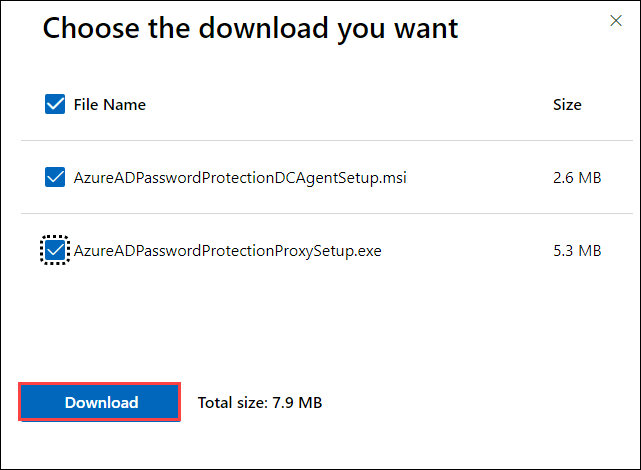 Choose the download you want
File Name Size
AzureADPasswordProtectionDCAgentSetup.msi 2.6 MB
AzureADPasswordProtectionProxySetup.exe 5.3 MB
Download Total size: 7.9 MB